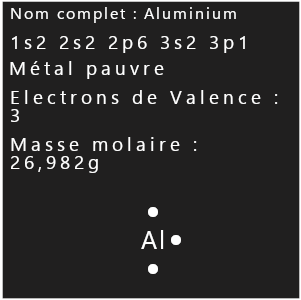 Nom complet : Aluminium
1s2 2s2 2p6 3s2 3p1
Métal pauvre
Electrons de Valence :
3
Masse molaire :
26,982g
Al